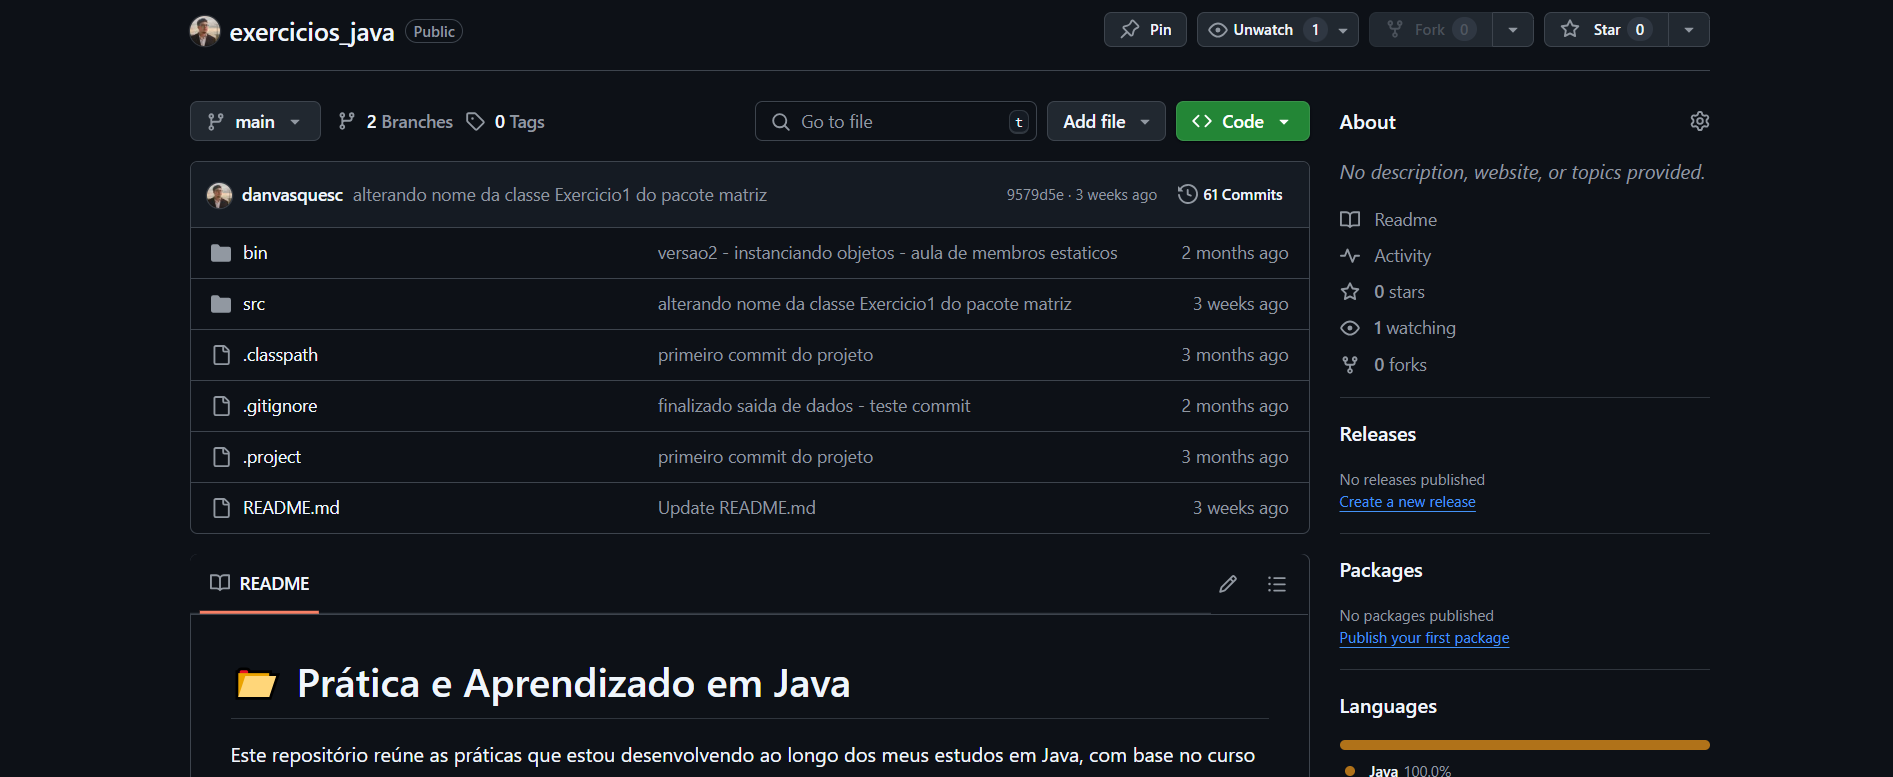 exercicios_java Public Pin Unwatch 1 Fork 0 Star 0
main 2 Branches 0 Tags Go to file t Add file Code
danvasquesc alterando nome da classe Exercicio1 do pacote matriz 9579d5e · 3 weeks ago 61 Commits
bin versao2 - instanciando objetos - aula de membros estaticos 2 months ago
src alterando nome da classe Exercicio1 do pacote matriz 3 weeks ago
.classpath primeiro commit do projeto 3 months ago
.gitignore finalizado saida de dados - teste commit 2 months ago
.project primeiro commit do projeto 3 months ago
README.md Update README.md 3 weeks ago
README
Prática e Aprendizado em Java
Este repositório reúne as práticas que estou desenvolvendo ao longo dos meus estudos em Java, com base no curso
About
No description, website, or topics provided.
Readme
Activity
0 stars
1 watching
0 forks
Releases
No releases published
Create a new release
Packages
No packages published
Publish your first package
Languages
Java 100.0%